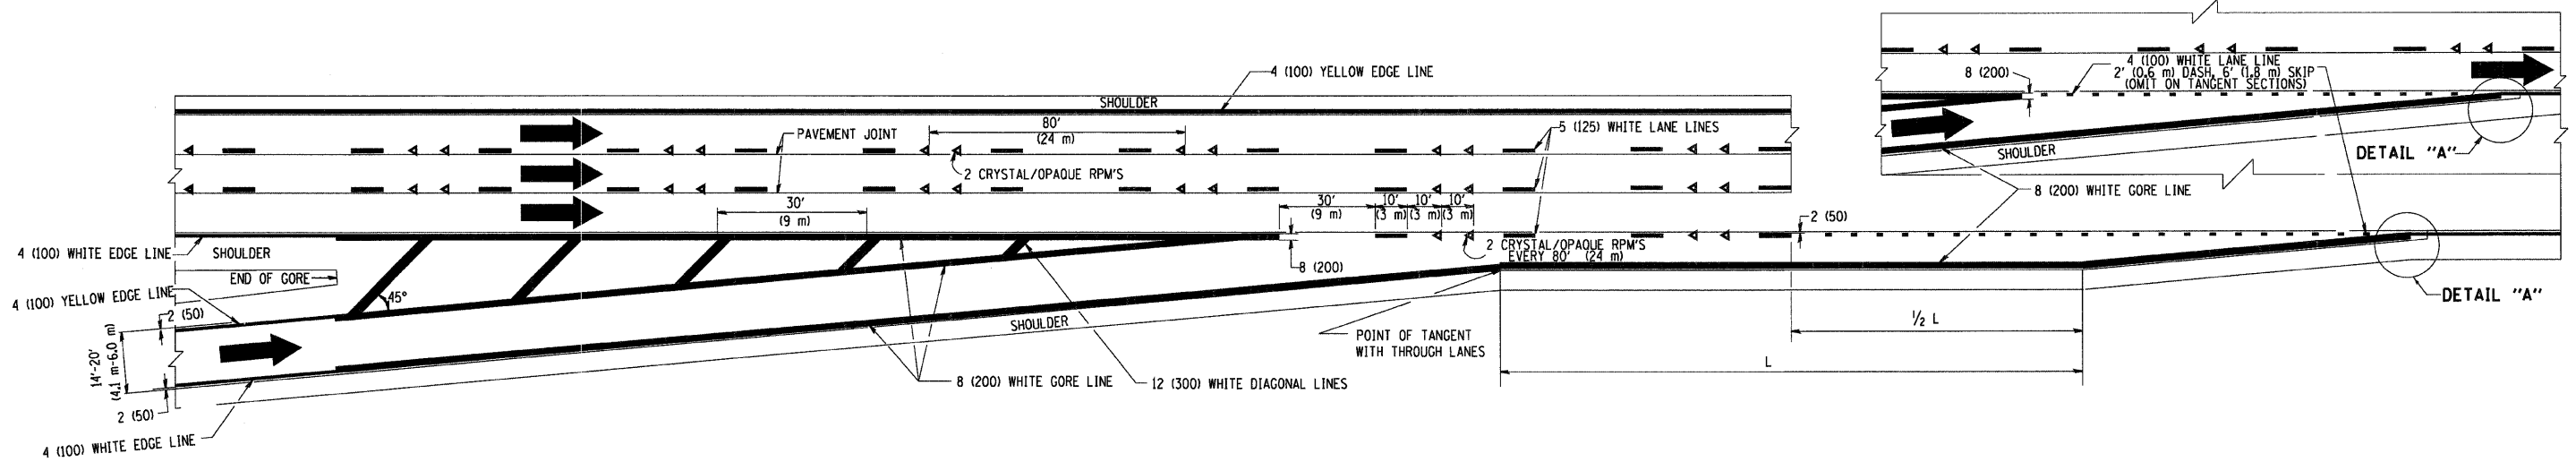 4 (100) YELLOW EDGE LINE
SHOULDER
80'
(24 m)
PAVEMENT JOINT
5 (125) WHITE LANE LINES
2 CRYSTAL/OPAQUE RPM'S
30'
(9 m)
30'
(9 m)
10'
(3 m)
10'
(3 m)
10'
(3 m)
4 (100) WHITE EDGE LINE
SHOULDER
END OF GORE
4 (100) YELLOW EDGE LINE
45°
2 (50)
14'-20'
(4.1 m-6.0 m)
2 (50)
4 (100) WHITE EDGE LINE
8 (200)
2 CRYSTAL/OPAQUE RPM'S
EVERY 80' (24 m)
SHOULDER
8 (200) WHITE GORE LINE
12 (300) WHITE DIAGONAL LINES
POINT OF TANGENT
WITH THROUGH LANES
2 (50)
½ L
L
8 (200)
4 (100) WHITE LANE LINE
2' (0.6 m) DASH, 6' (1.8 m) SKIP
(OMIT ON TANGENT SECTIONS)
SHOULDER
DETAIL "A"
8 (200) WHITE GORE LINE
DETAIL "A"